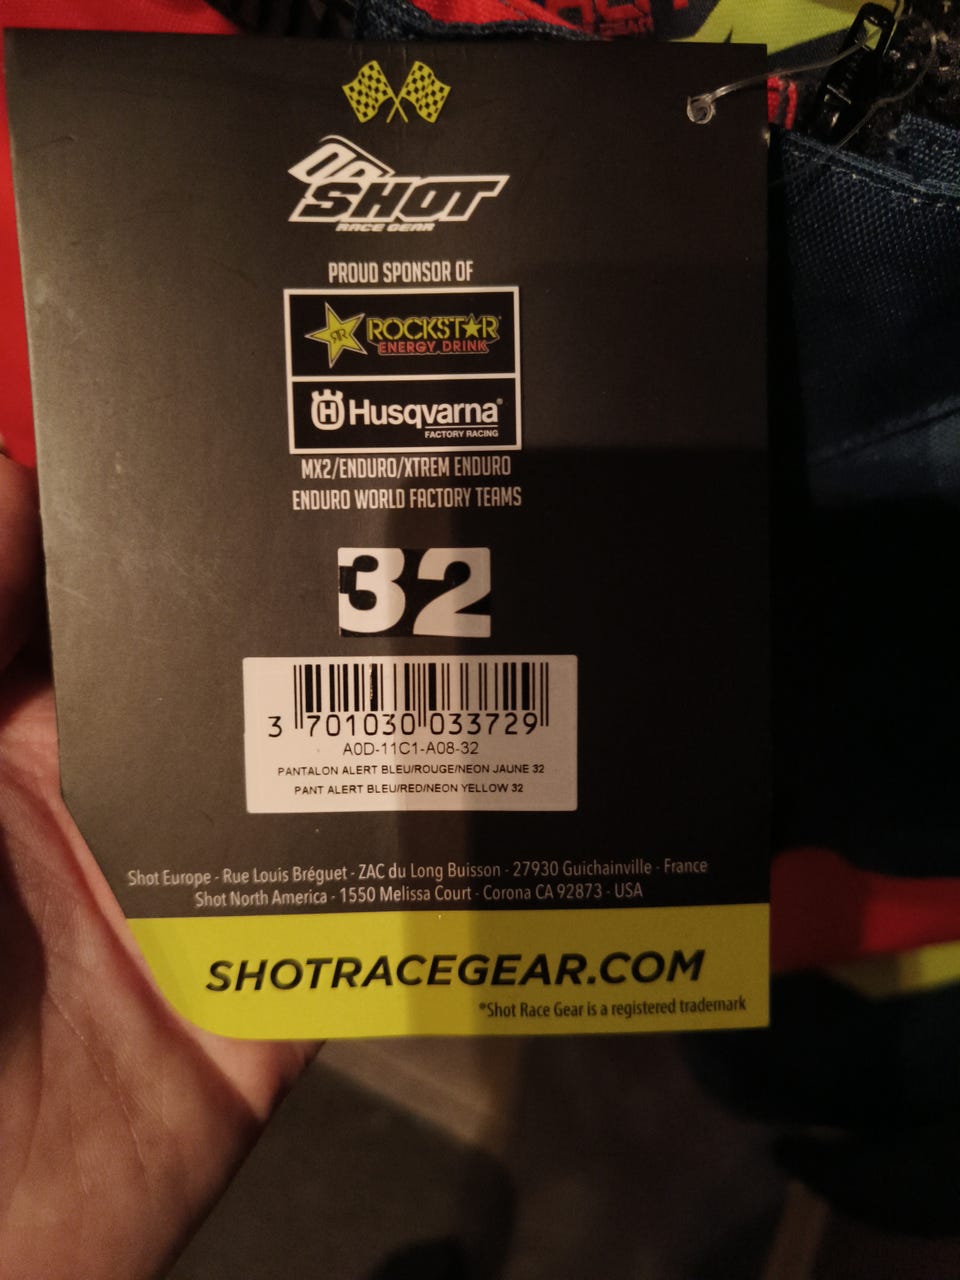 SHOT
RACE GEAR
PROUD SPONSOR OF
RR ROCKSTAR
ENERGY DRINK
H Husqvarna®
FACTORY RACING
MX2/ENDURO/XTREM ENDURO
ENDURO WORLD FACTORY TEAMS
32
3 701030 033729
A0D-11C1-A08-32
PANTALON ALERT BLEU/ROUGE/NEON JAUNE 32
PANT ALERT BLEU/RED/NEON YELLOW 32
Shot Europe - Rue Louis Bréguet - ZAC du Long Buisson - 27930 Guichainville - France
Shot North America - 1550 Melissa Court - Corona CA 92873 - USA
SHOTRACEGEAR.COM
*Shot Race Gear is a registered trademark